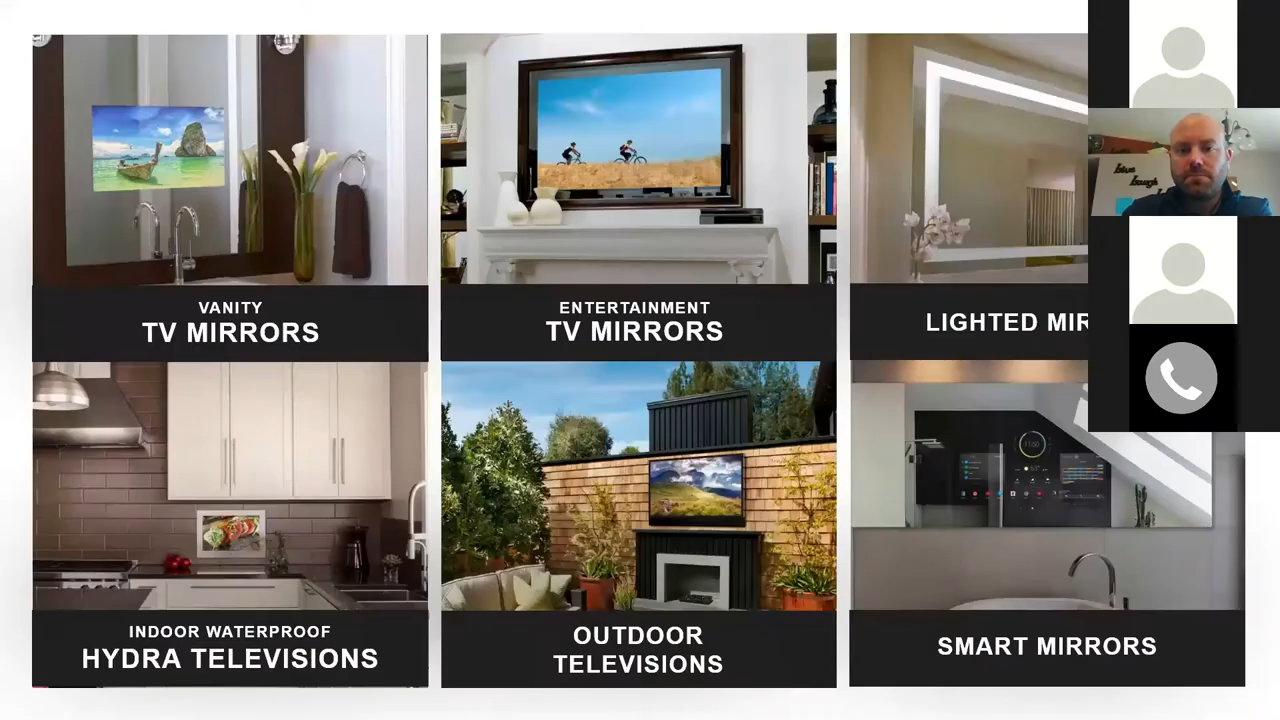 VANITY
TV MIRRORS
ENTERTAINMENT
TV MIRRORS
LIGHTED MIR
INDOOR WATERPROOF
HYDRA TELEVISIONS
OUTDOOR
TELEVISIONS
SMART MIRRORS